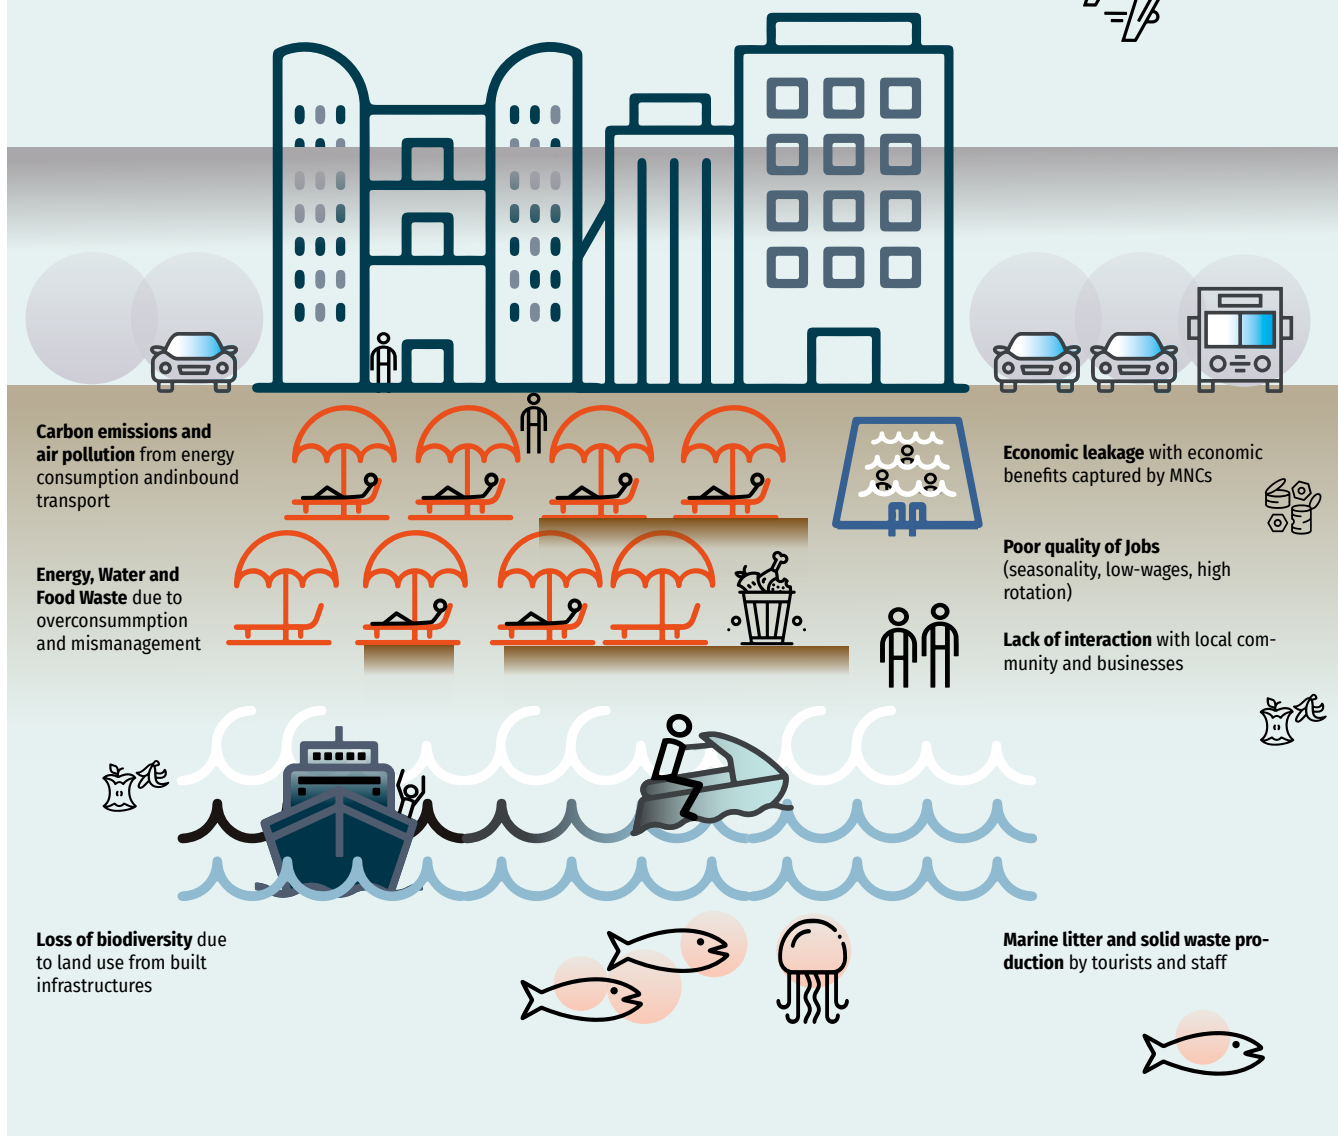 Carbon emissions and
air pollution from energy
consumption andinbound
transport
Energy, Water and
Food Waste due to
overconsummption
and mismanagement
Economic leakage with economic
benefits captured by MNCs
Poor quality of Jobs
(seasonality, low-wages, high
rotation)
Lack of interaction with local com-
munity and businesses
Loss of biodiversity due
to land use from built
infrastructures
Marine litter and solid waste pro-
duction by tourists and staff